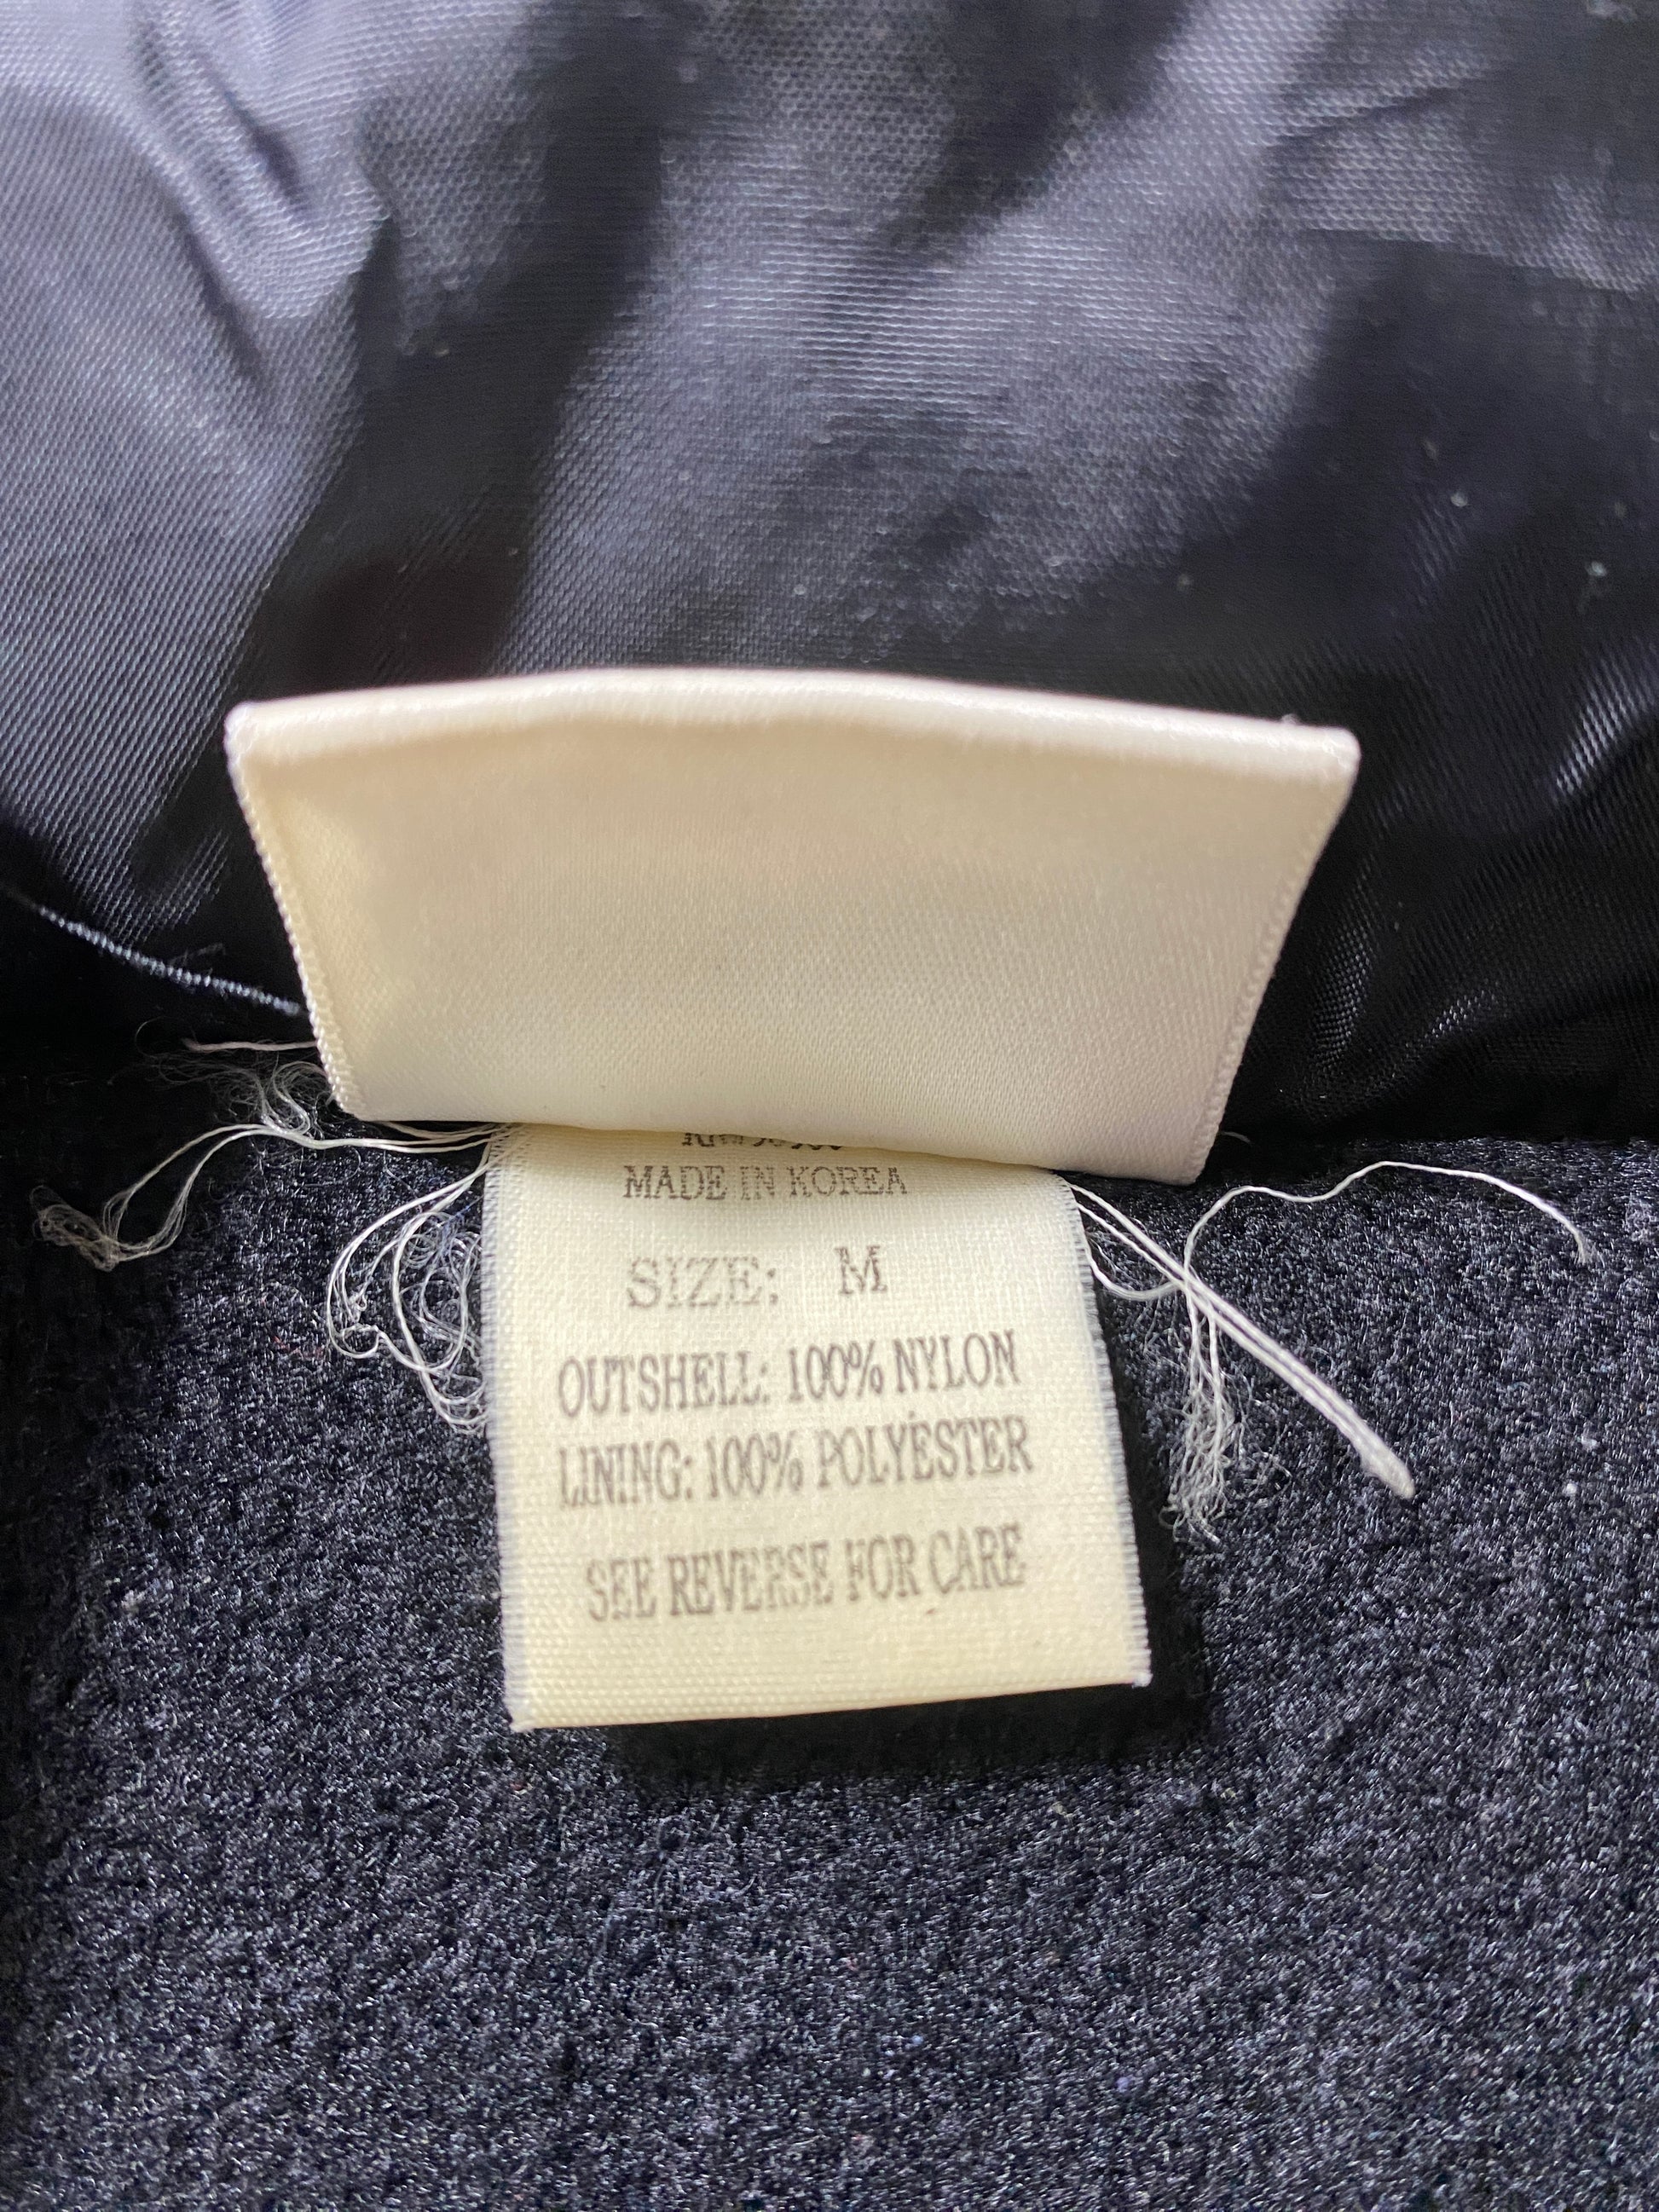 MADE IN KOREA
SIZE: M
OUTSHELL: 100% NYLON
LINING: 100% POLYESTER
SEE REVERSE FOR CARE